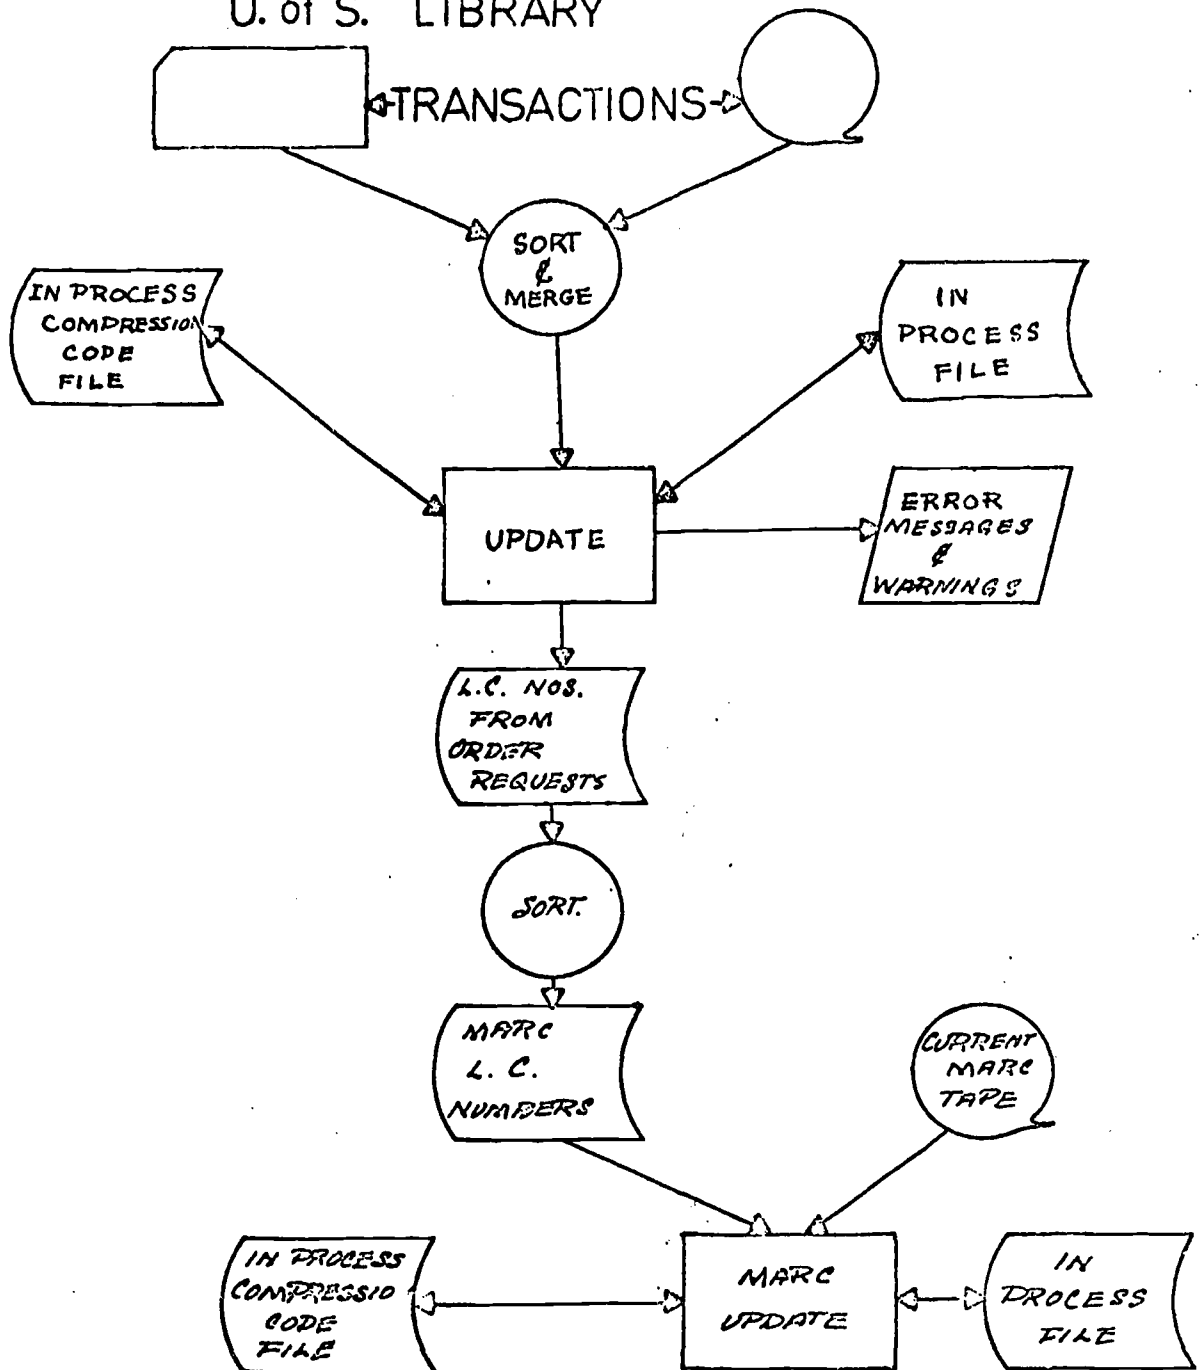 U. of S. LIBRARY
TRANSACTIONS
SORT
&
MERGE
IN PROCESS
COMPRESSION
CODE
FILE
IN
PROCESS
FILE
UPDATE
ERROR
MESSAGES
&
WARNINGS
L.C. NOS.
FROM
ORDER
REQUESTS
SORT.
MARC
L. C.
NUMBERS
CURRENT
MARC
TAPE
IN PROCESS
COMPRESSIO
CODE
FILE
MARC
UPDATE
IN
PROCESS
FILE